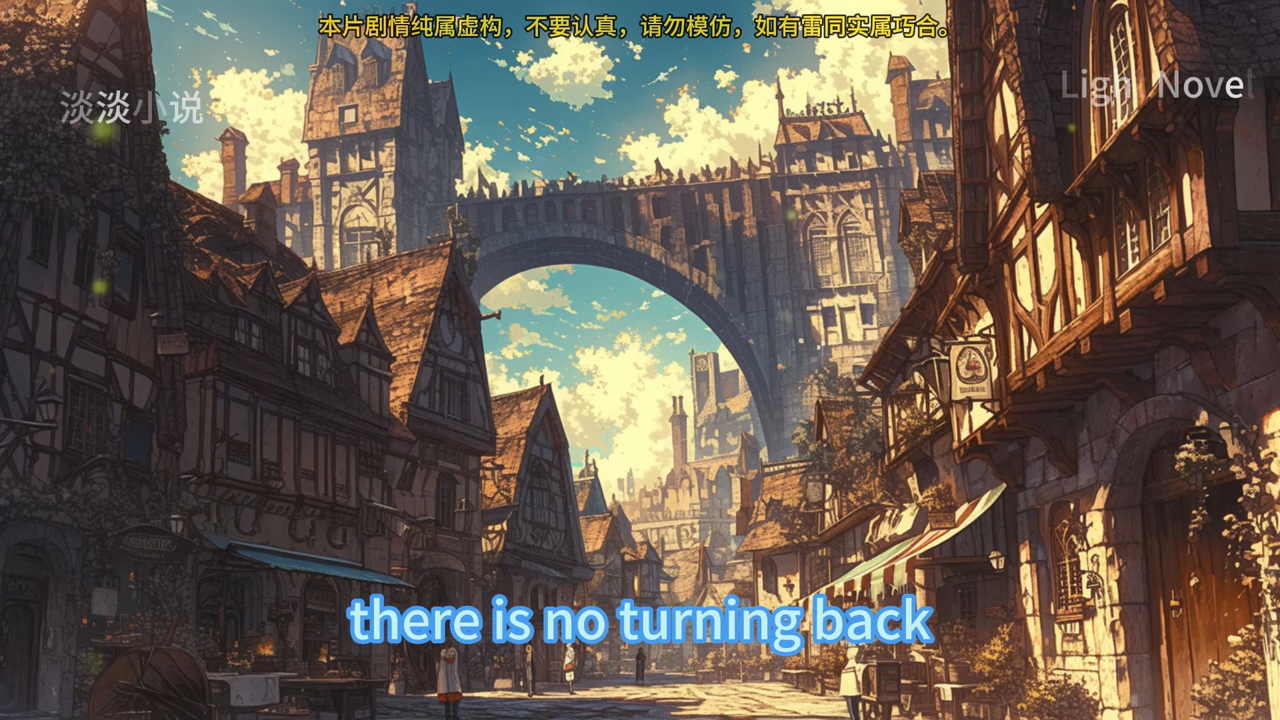 本片剧情纯属虚构，不要认真，请勿模仿，如有雷同实属巧合。
淡淡小说
Light Novel
there is no turning back